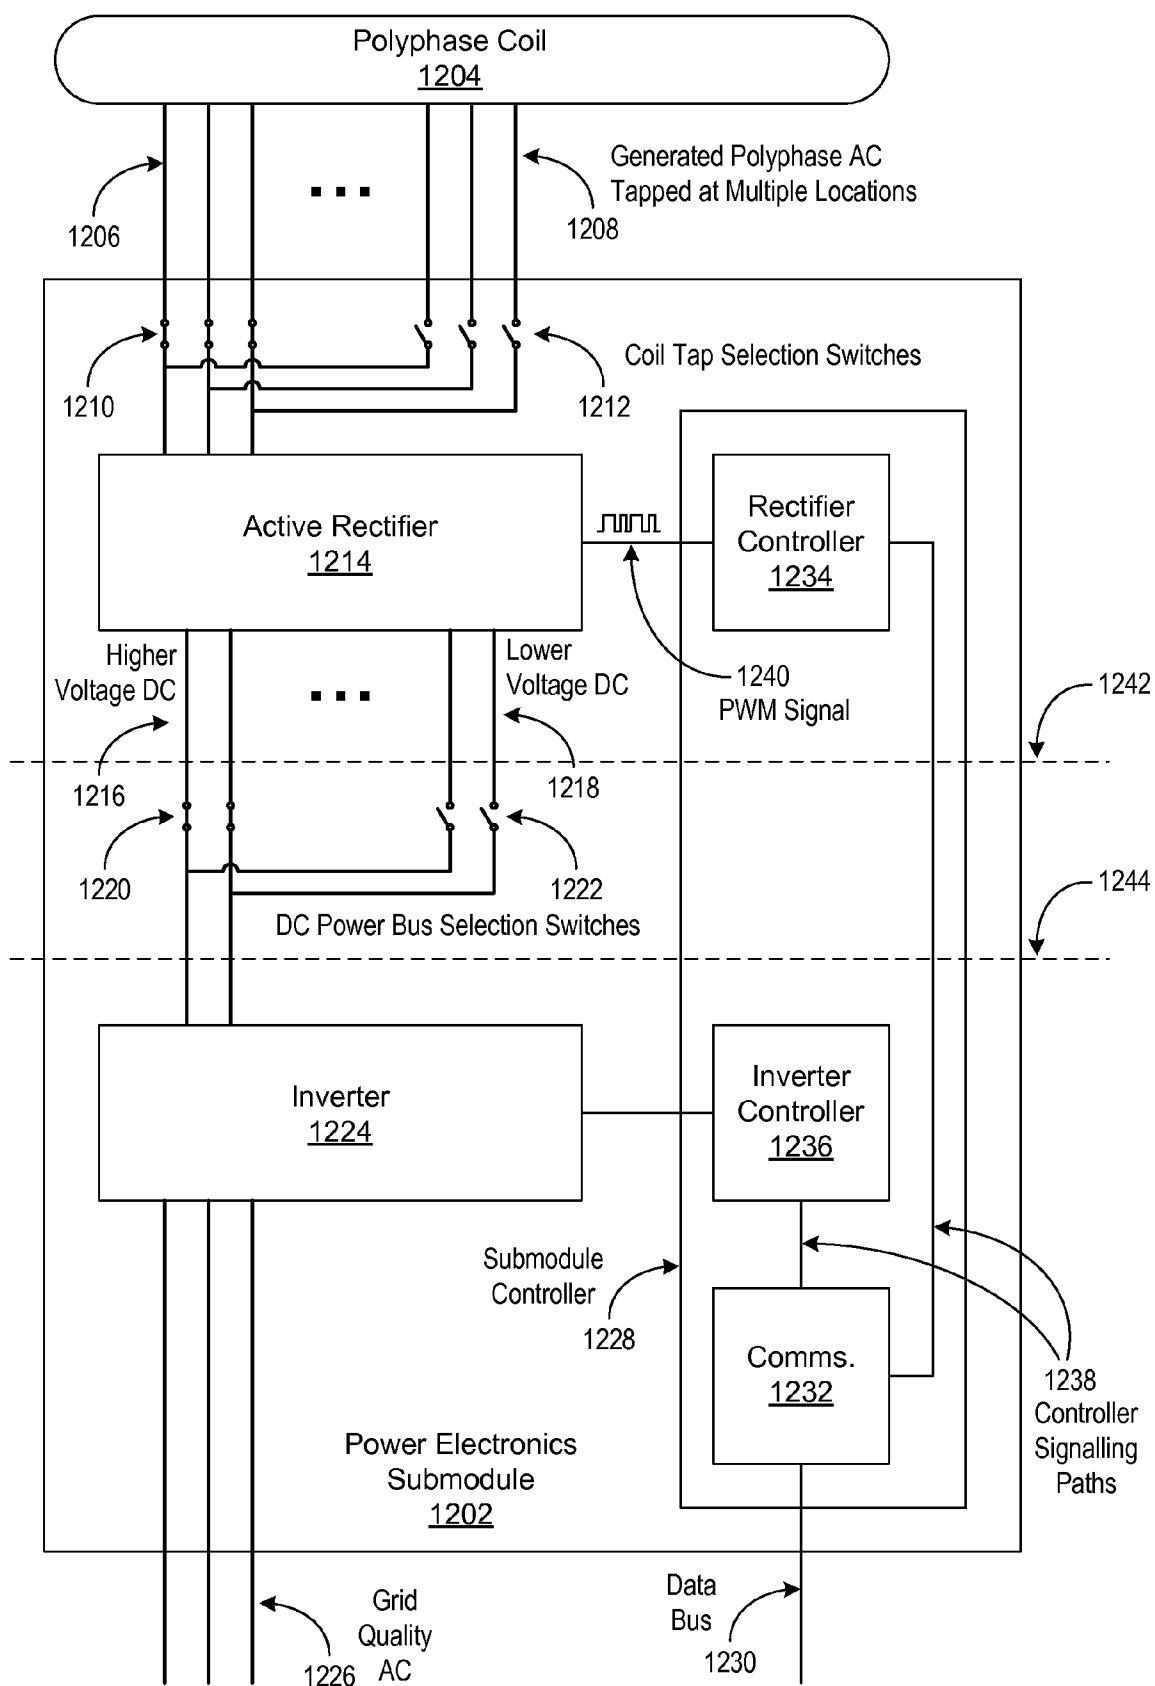 Polyphase Coil
1204
Generated Polyphase AC
Tapped at Multiple Locations
1206
1208
Coil Tap Selection Switches
1210
1212
Active Rectifier
1214
Rectifier
Controller
1234
Higher
Voltage DC
Lower
Voltage DC
1240
PWM Signal
1242
1216
1218
1220
1222
1244
DC Power Bus Selection Switches
Inverter
1224
Inverter
Controller
1236
Submodule
Controller
1228
Comms.
1232
1238
Controller
Signalling
Paths
Power Electronics
Submodule
1202
Grid
Quality
AC
1226
Data
Bus
1230